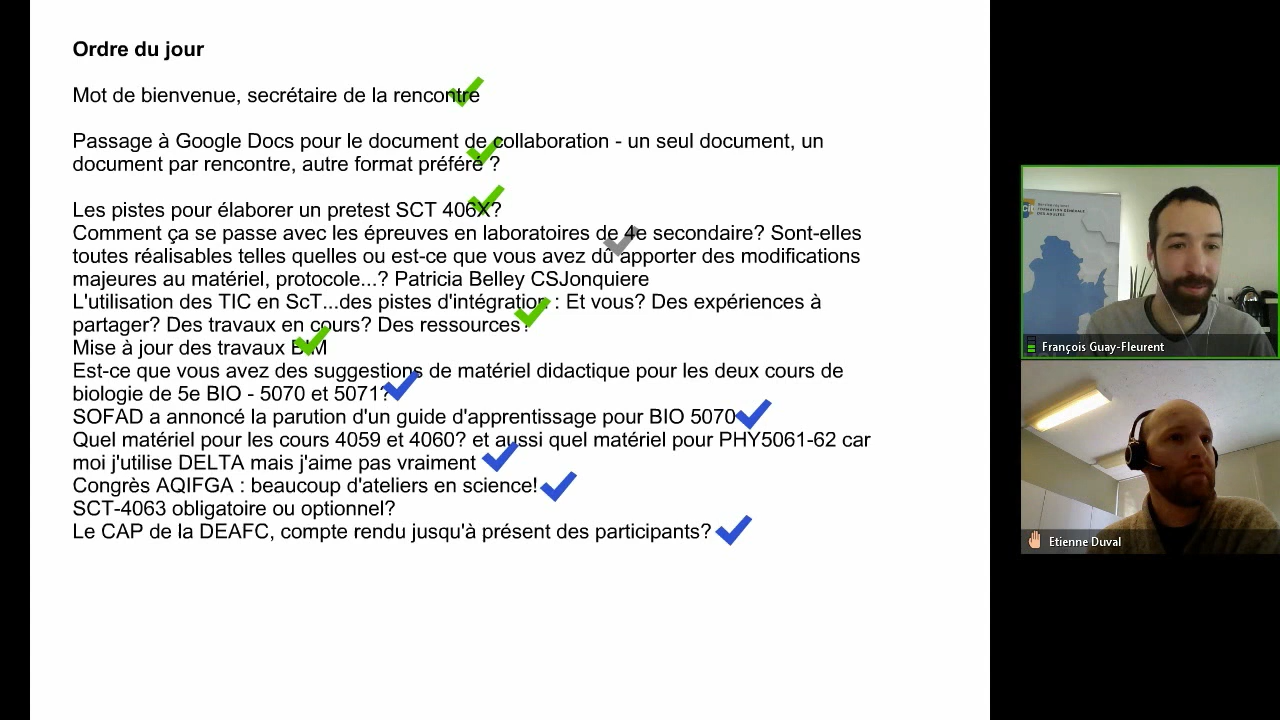 Ordre du jour
Mot de bienvenue, secrétaire de la rencontre
Passage à Google Docs pour le document de collaboration - un seul document, un
document par rencontre, autre format préféré ?
Les pistes pour élaborer un pretest SCT 406X?
Comment ça se passe avec les épreuves en laboratoires de 4e secondaire? Sont-elles
toutes réalisables telles quelles ou est-ce que vous avez dû apporter des modifications
majeures au matériel, protocole...? Patricia Belley CSJonquiere
L'utilisation des TIC en ScT...des pistes d'intégration : Et vous? Des expériences à
partager? Des travaux en cours? Des ressources?
Mise à jour des travaux BIM
Est-ce que vous avez des suggestions de matériel didactique pour les deux cours de
biologie de 5e BIO - 5070 et 5071?
SOFAD a annoncé la parution d'un guide d'apprentissage pour BIO 5070
Quel matériel pour les cours 4059 et 4060? et aussi quel matériel pour PHY5061-62 car
moi j'utilise DELTA mais j'aime pas vraiment
Congrès AQIFGA : beaucoup d'ateliers en science!
SCT-4063 obligatoire ou optionnel?
Le CAP de la DEAFC, compte rendu jusqu'à présent des participants?
FORMATION GÉNÉRALE
DES ADULTES
François Guay-Fleurent
Etienne Duval